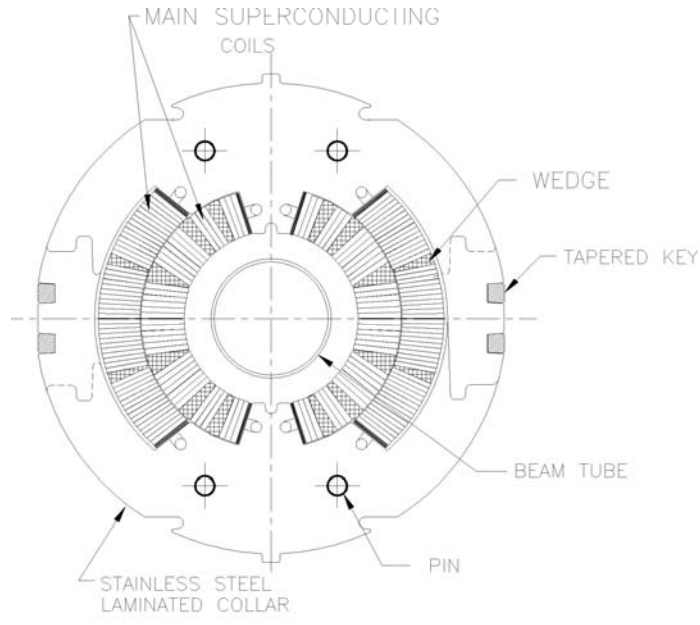 MAIN SUPERCONDUCTING
COILS
WEDGE
TAPERED KEY
BEAM TUBE
PIN
STAINLESS STEEL
LAMINATED COLLAR